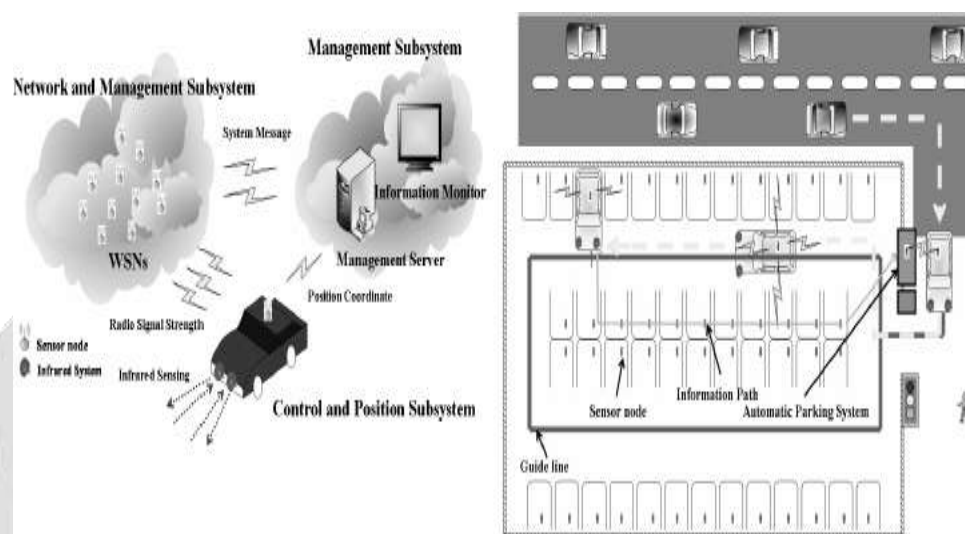 Management Subsystem
Network and Management Subsystem
System Message
Information Monitor
WSNs
Management Server
Position Coordinate
Radio Signal Strength
Sensor node
Infrared System
Infrared Sensing
Control and Position Subsystem
Information Path
Sensor node
Automatic Parking System
Guide line